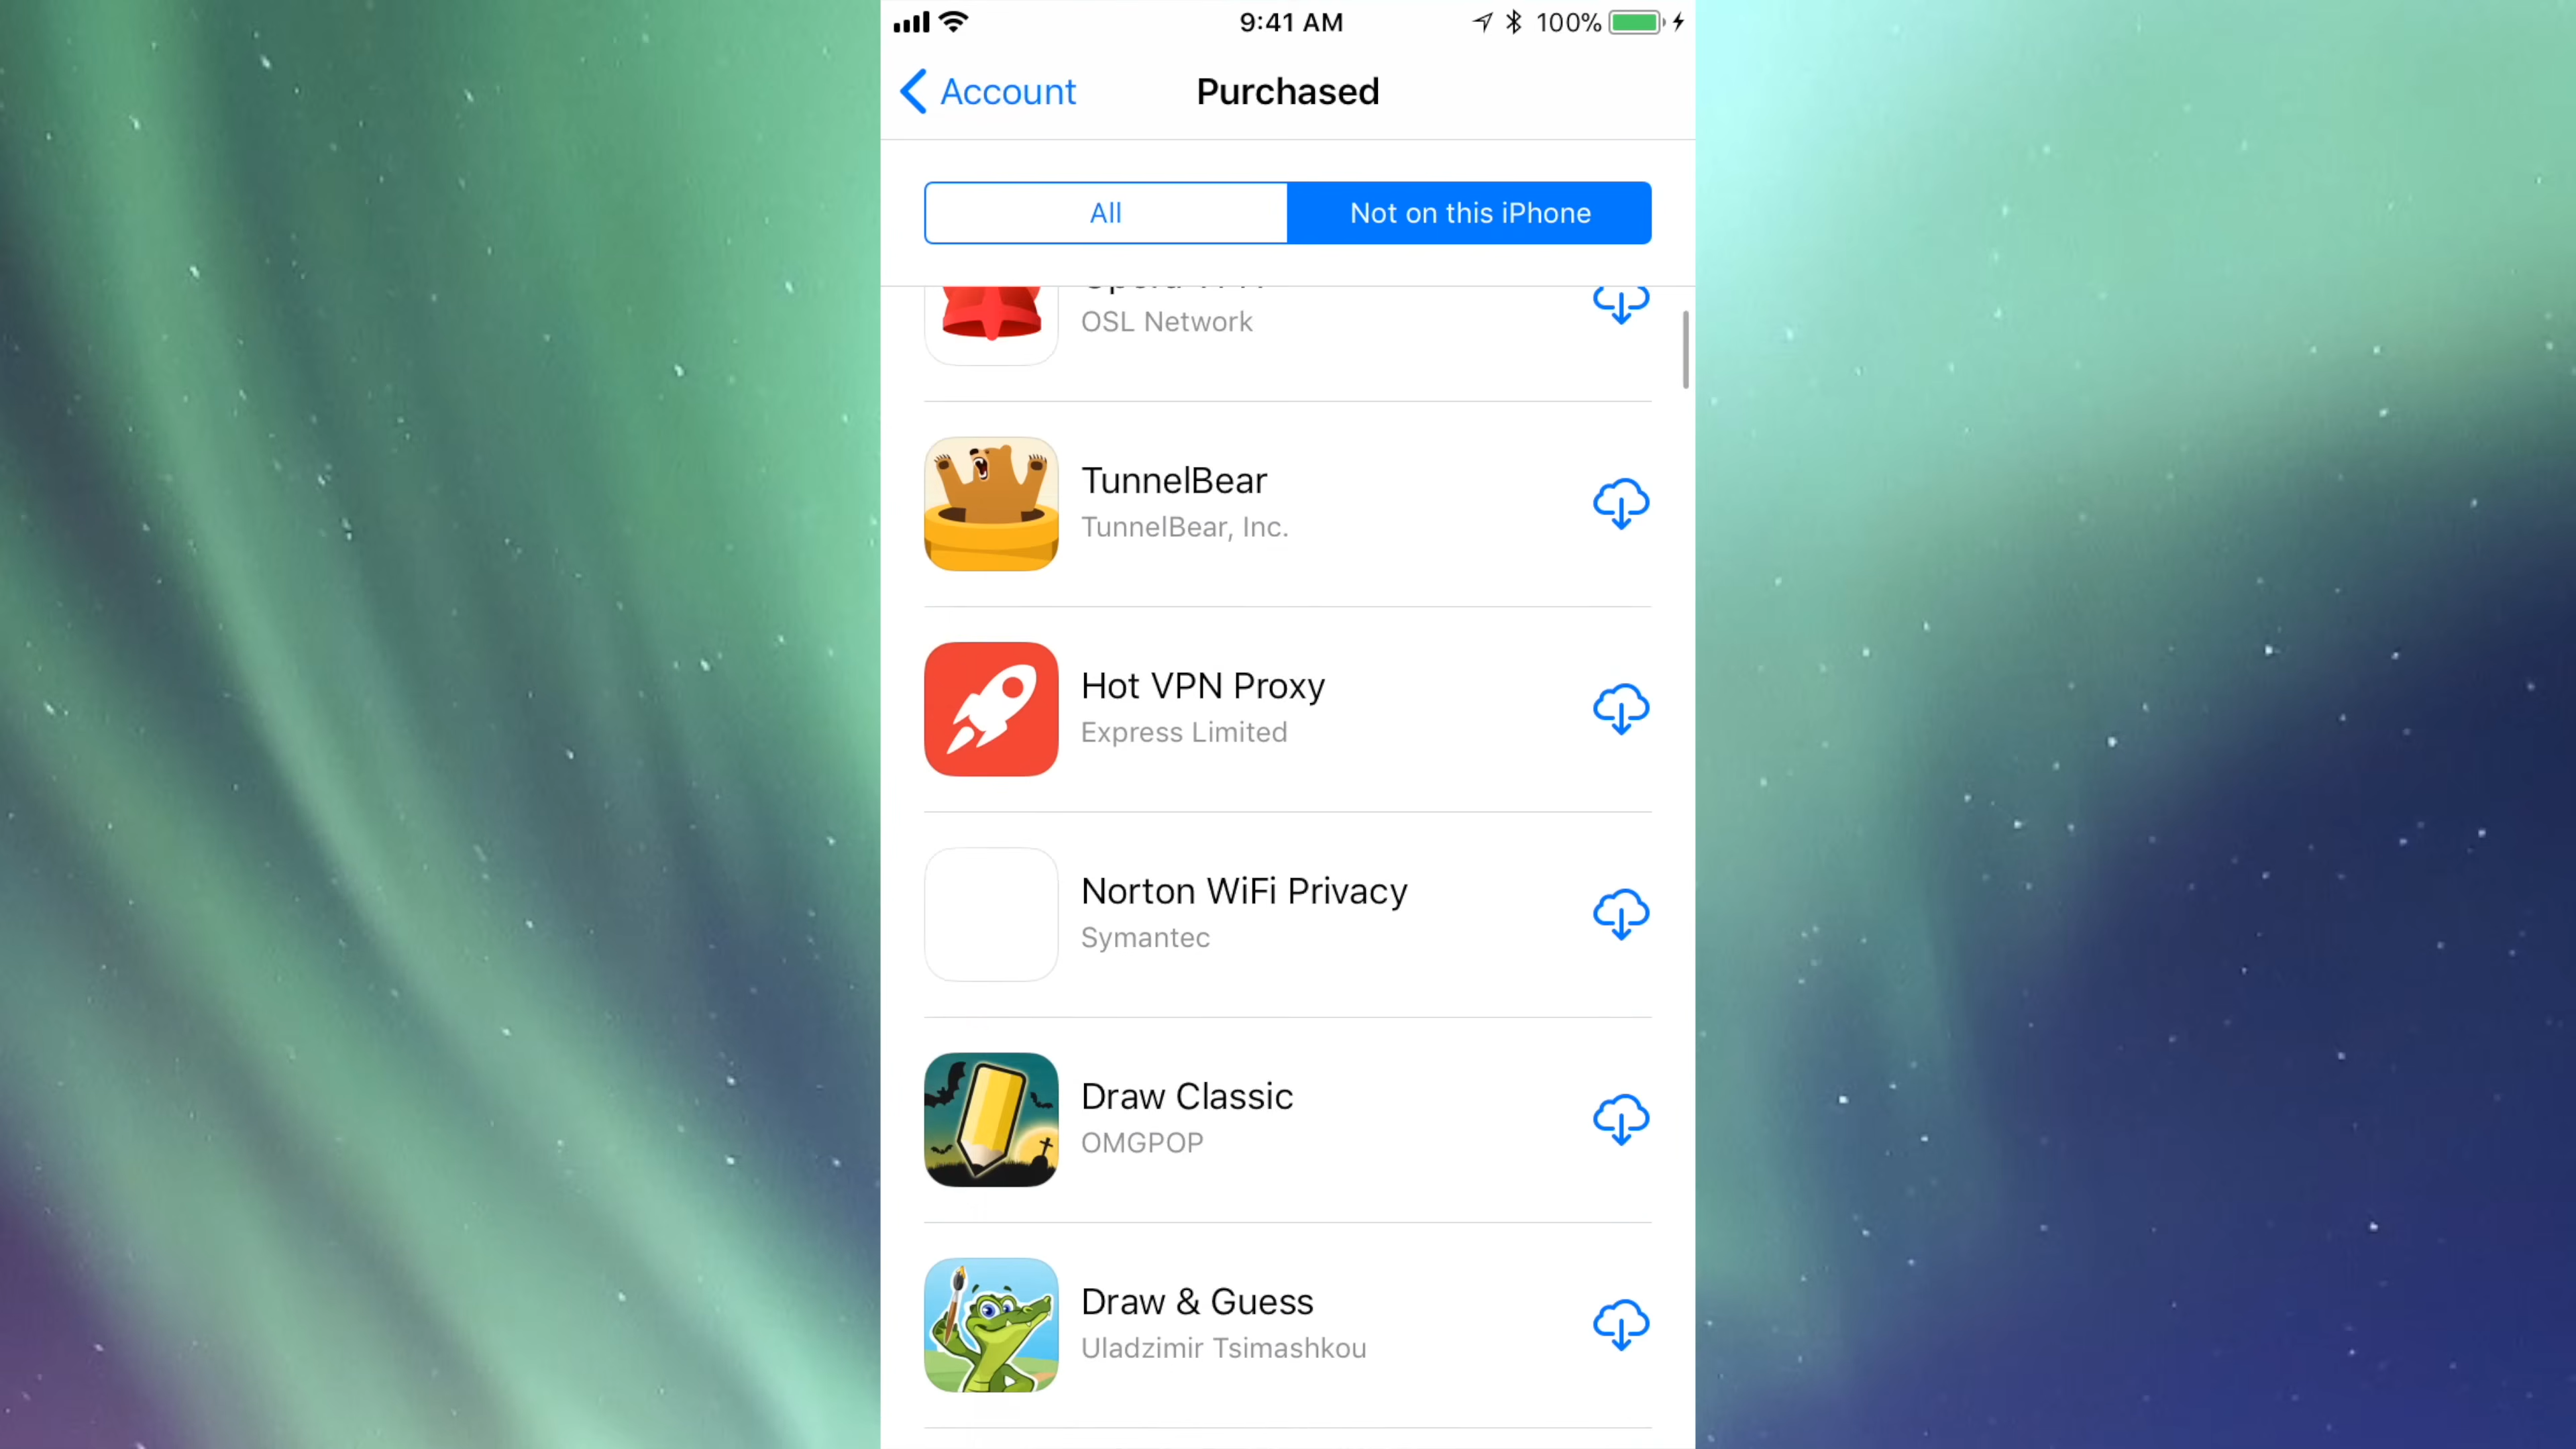 9:41 AM
100%
Account
Purchased
All
Not on this iPhone
OSL Network
TunnelBear
TunnelBear, Inc.
Hot VPN Proxy
Express Limited
Norton WiFi Privacy
Symantec
Draw Classic
OMGPOP
Draw & Guess
Uladzimir Tsimashkou